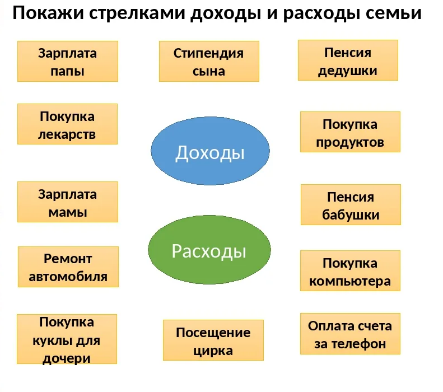 Покажи стрелками доходы и расходы семьи
Зарплата
папы
Стипендия
сына
Пенсия
дедушки
Покупка
лекарств
Доходы
Покупка
продуктов
Зарплата
мамы
Пенсия
бабушки
Расходы
Ремонт
автомобиля
Покупка
компьютера
Покупка
куклы для
дочери
Посещение
цирка
Оплата счета
за телефон